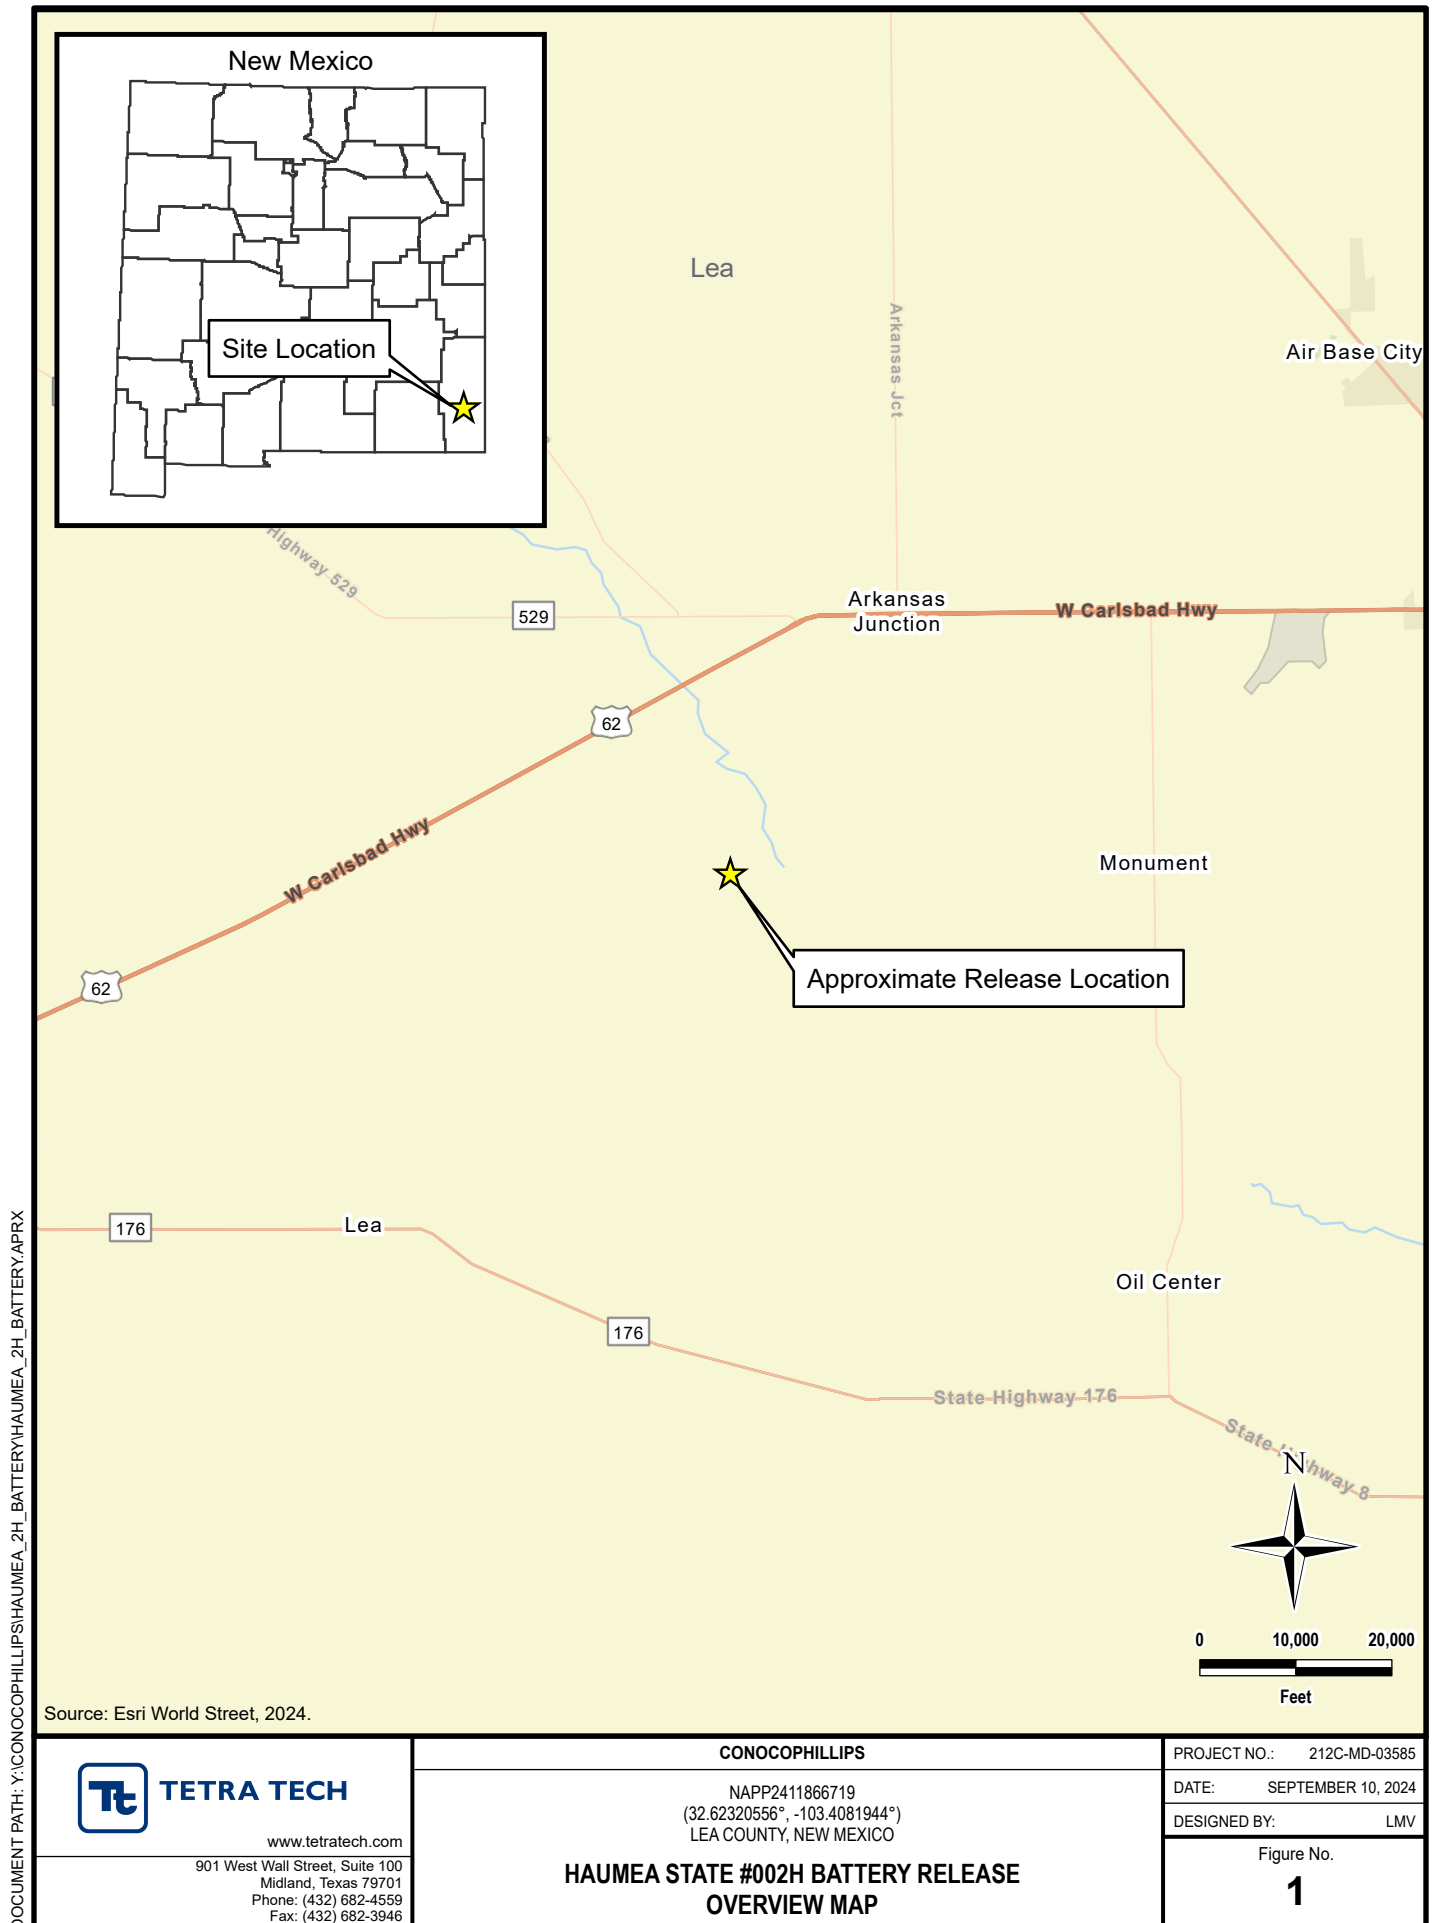 New Mexico
Site Location
Lea
Arkansas Jct
Air Base City
Highway 529
529
Arkansas
Junction
W Carlsbad Hwy
62
W Carlsbad Hwy
Monument
Approximate Release Location
62
176
Lea
Oil Center
176
State Highway 176
State Highway 8
N
0 10,000 20,000
Feet
Source: Esri World Street, 2024.
DOCUMENT PATH: Y:\CONOCOPHILLIPS\HAUMEA_2H_BATTERY\HAUMEA_2H_BATTERY.APRX
Tt
TETRA TECH
www.tetratech.com
901 West Wall Street, Suite 100
Midland, Texas 79701
Phone: (432) 682-4559
Fax: (432) 682-3946
CONOCOPHILLIPS
NAPP2411866719
(32.62320556°, -103.4081944°)
LEA COUNTY, NEW MEXICO
HAUMEA STATE #002H BATTERY RELEASE
OVERVIEW MAP
PROJECT NO.: 212C-MD-03585
DATE: SEPTEMBER 10, 2024
DESIGNED BY: LMV
Figure No.
1